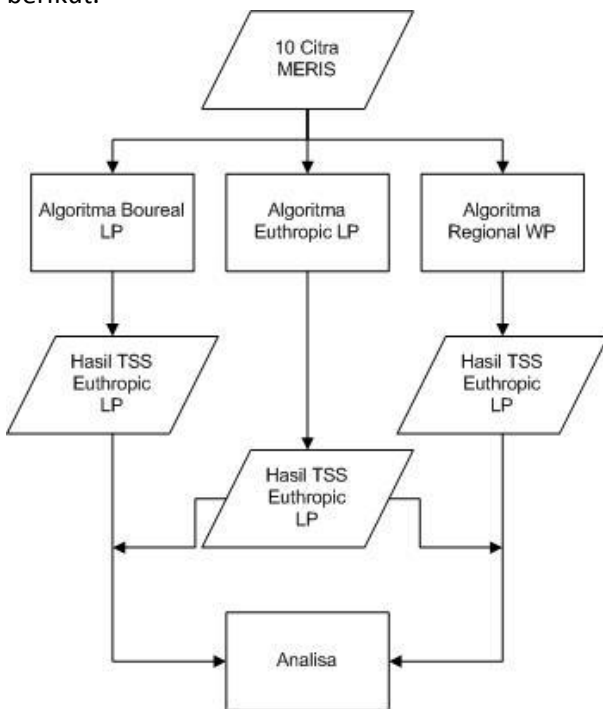 berikut.
10 Citra
MERIS
Algoritma Boureal
LP
Algoritma
Euthropic LP
Algoritma
Regional WP
Hasil TSS
Euthropic
LP
Hasil TSS
Euthropic
LP
Hasil TSS
Euthropic
LP
Analisa